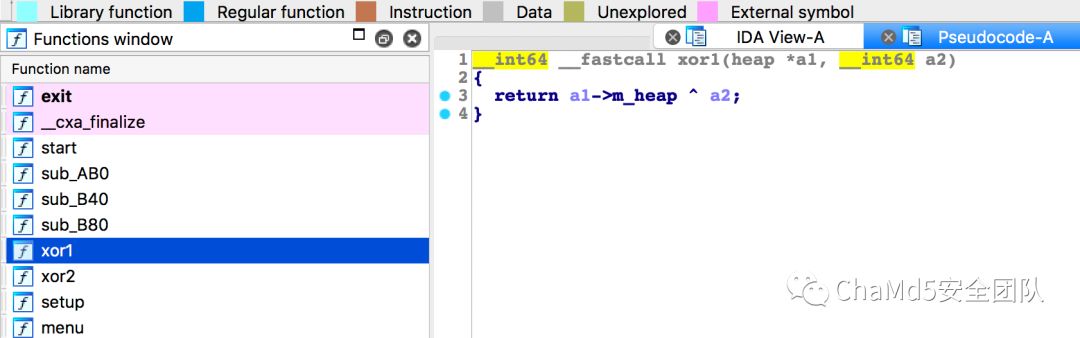 Library function Regular function Instruction Data Unexplored External symbol
Functions window
Function name
exit
__cxa_finalize
start
sub_AB0
sub_B40
sub_B80
xor1
xor2
setup
menu
IDA View-A Pseudocode-A
1 __int64 __fastcall xor1(heap *a1, __int64 a2)
2 {
3 return a1->m_heap ^ a2;
4 }
ChaMd5安全团队